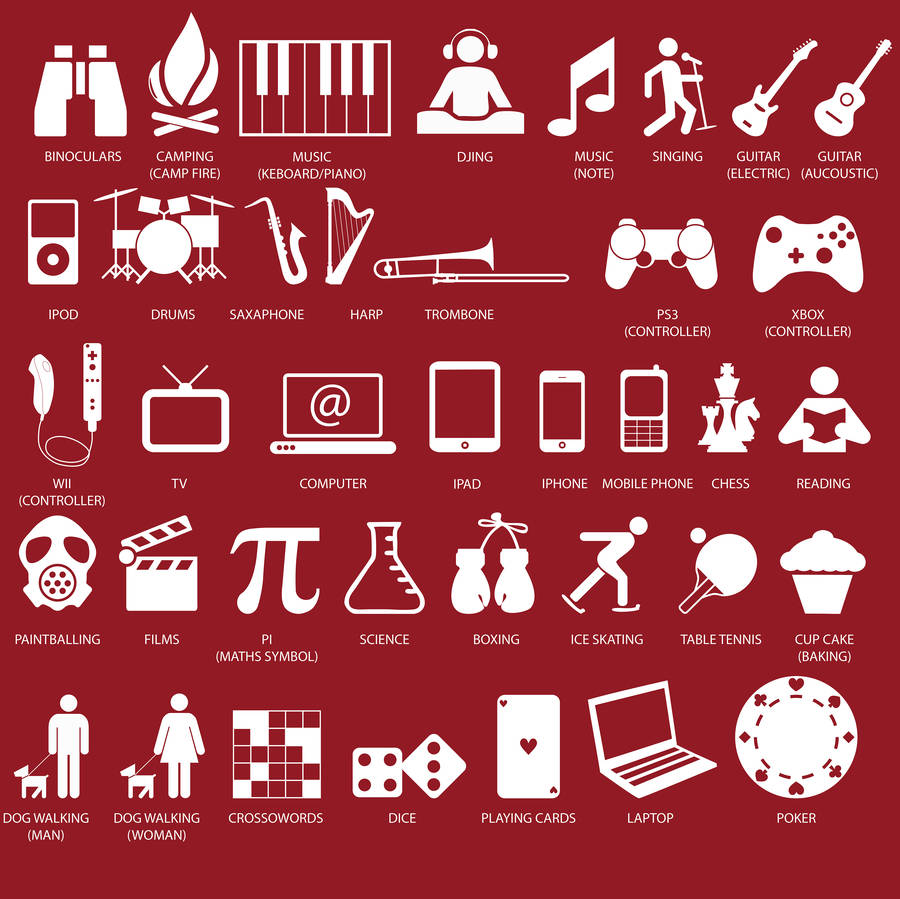 BINOCULARS
CAMPING
(CAMP FIRE)
MUSIC
(KEBOARD/PIANO)
DJING
MUSIC
(NOTE)
SINGING
GUITAR
(ELECTRIC)
GUITAR
(AUCOUSTIC)
IPOD
DRUMS
SAXAPHONE
HARP
TROMBONE
PS3
(CONTROLLER)
XBOX
(CONTROLLER)
@
WII
(CONTROLLER)
TV
COMPUTER
IPAD
IPHONE
MOBILE PHONE
CHESS
READING
π
PAINTBALLING
FILMS
PI
(MATHS SYMBOL)
SCIENCE
BOXING
ICE SKATING
TABLE TENNIS
CUP CAKE
(BAKING)
DOG WALKING
(MAN)
DOG WALKING
(WOMAN)
CROSSOWORDS
DICE
PLAYING CARDS
LAPTOP
POKER